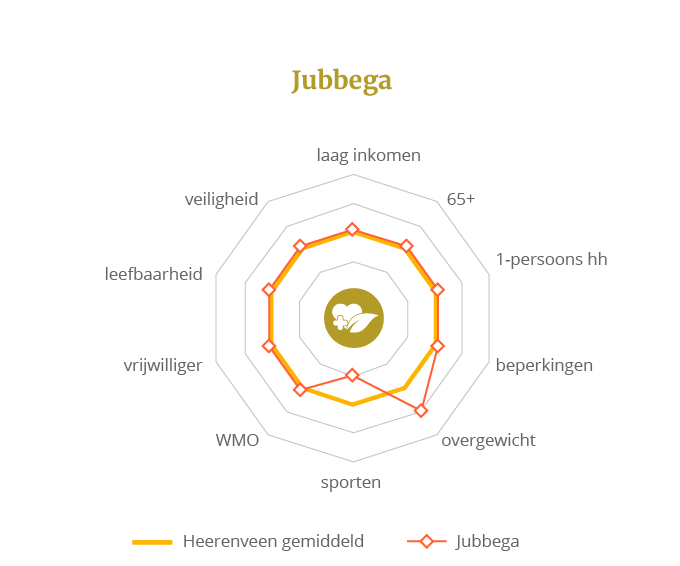 Jubbega
laag inkomen
veiligheid
65+
1-persoons hh
leefbaarheid
vrijwilliger
beperkingen
WMO
overgewicht
sporten
Heerenveen gemiddeld
Jubbega